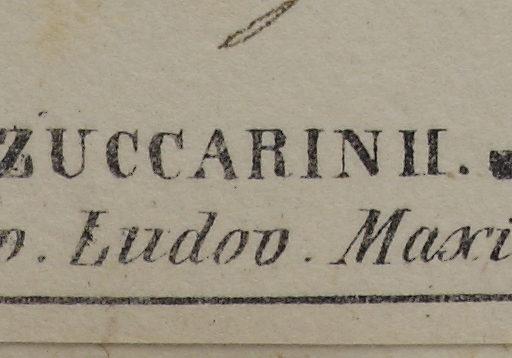 ZUCCARINII.
. Ludov. Maxi